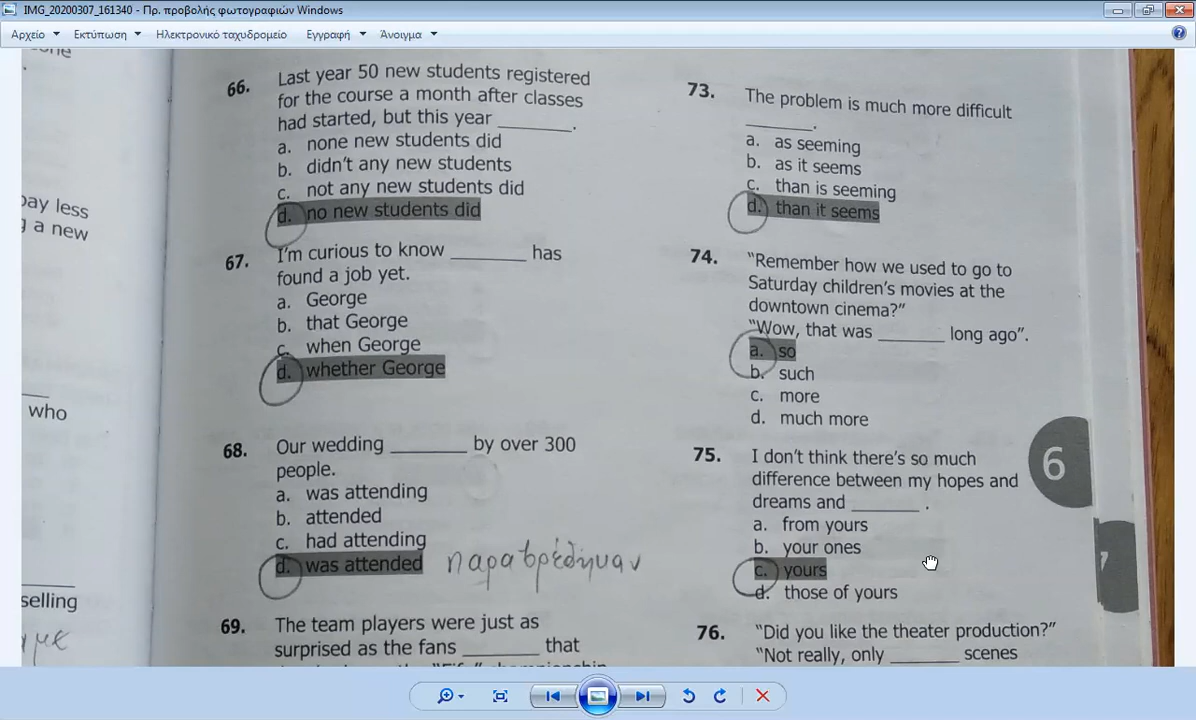 IMG_20200307_161340 - Πρ. προβολής φωτογραφιών Windows
Αρχείο Εκτύπωση Ηλεκτρονικό ταχυδρομείο Εγγραφή Άνοιγμα
pay less
g a new
who
selling
με
66. Last year 50 new students registered
for the course a month after classes
had started, but this year ________.
a. none new students did
b. didn't any new students
c. not any new students did
d. no new students did
67. I'm curious to know ________ has
found a job yet.
a. George
b. that George
c. when George
d. whether George
68. Our wedding ________ by over 300
people.
a. was attending
b. attended
c. had attending
d. was attended παραβρέθηκαν
69. The team players were just as
surprised as the fans ________ that
73. The problem is much more difficult
_______.
a. as seeming
b. as it seems
c. than is seeming
d. than it seems
74. "Remember how we used to go to
Saturday children's movies at the
downtown cinema?"
"Wow, that was _______ long ago".
a. so
b. such
c. more
d. much more
75. I don't think there's so much
difference between my hopes and
dreams and _______ .
a. from yours
b. your ones
c. yours
d. those of yours
76. "Did you like the theater production?"
"Not really, only _______ scenes
6